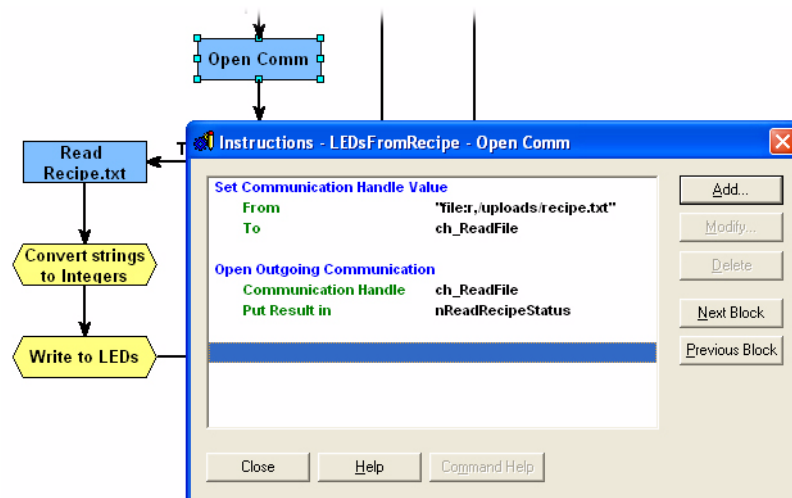 Open Comm
Read
Recipe.txt
T
Convert strings
to Integers
Write to LEDs
Instructions - LEDsFromRecipe - Open Comm
Set Communication Handle Value
From "file:r,/uploads/recipe.txt"
To ch_ReadFile
Open Outgoing Communication
Communication Handle ch_ReadFile
Put Result in nReadRecipeStatus
Add...
Modify...
Delete
Next Block
Previous Block
Close Help Command Help